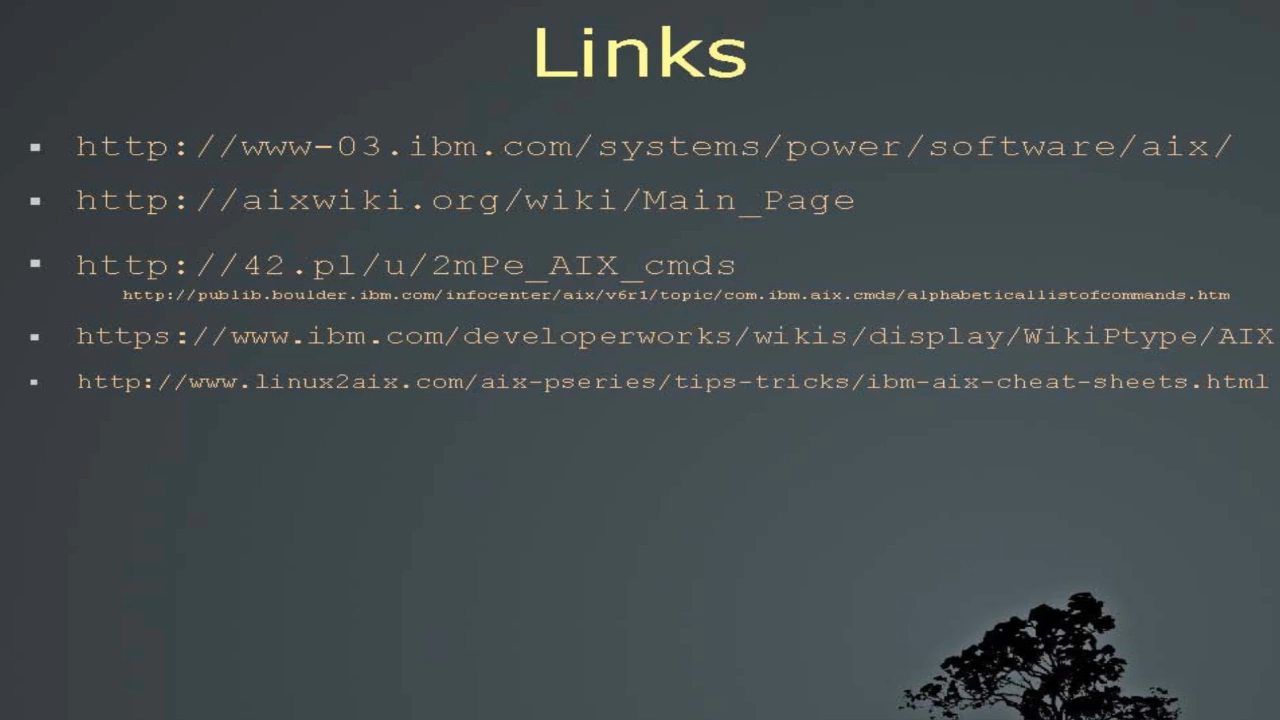 Links
http://www-03.ibm.com/systems/power/software/aix/
http://aixwiki.org/wiki/Main_Page
http://42.pl/u/2mPe_AIX_cmds
http://publib.boulder.ibm.com/infocenter/aix/v6r1/topic/com.ibm.aix.cmds/alphabeticallistofcommands.htm
https://www.ibm.com/developerworks/wikis/display/WikiPtype/AIX
http://www.linux2aix.com/aix-pseries/tips-tricks/ibm-aix-cheat-sheets.html